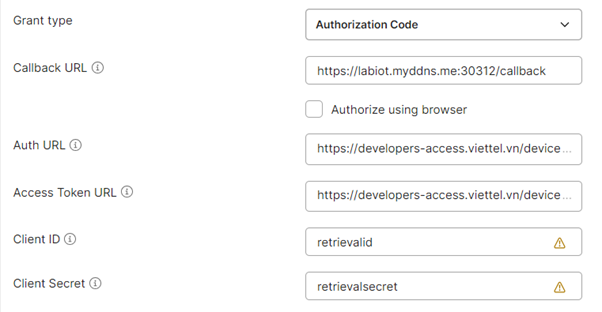 Grant type
Authorization Code
Callback URL
https://labiot.myddns.me:30312/callback
Authorize using browser
Auth URL
https://developers-access.viettel.vn/device...
Access Token URL
https://developers-access.viettel.vn/device...
Client ID
retrievalid
Client Secret
retrievalsecret